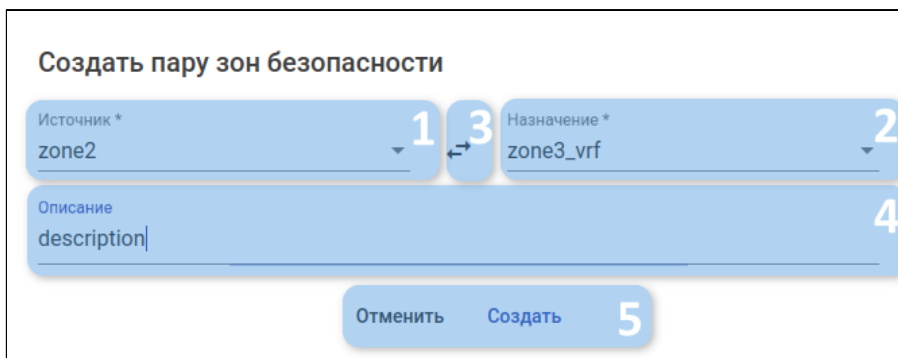 Создать пару зон безопасности
Источник * 1
zone2
3
Назначение * 2
zone3_vrf
Описание 4
description
Отменить Создать 5